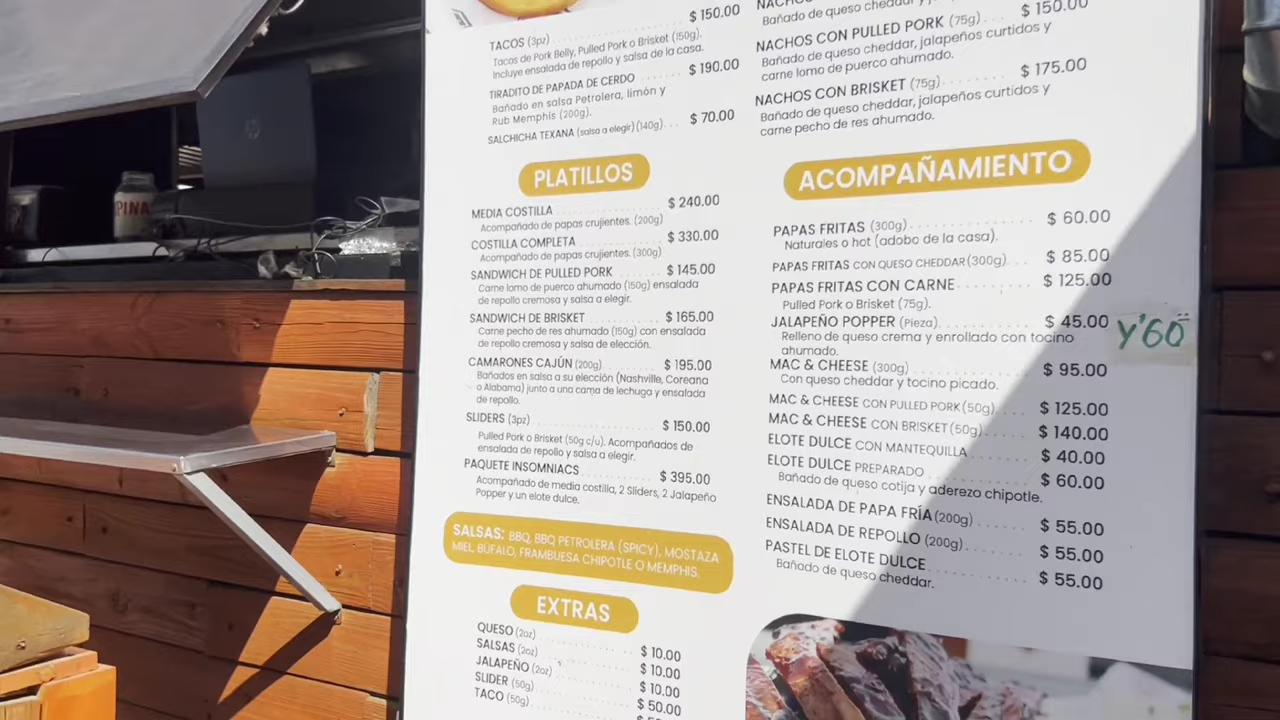 TACOS (3pz) $ 150.00
Tacos de Pork Belly, Pulled Pork o Brisket (150g).
Incluye ensalada de repollo y salsa de la casa.
TIRADITO DE PAPADA DE CERDO $ 190.00
Bañado en salsa Petrolera, limón y
Rub Memphis (200g).
SALCHICHA TEXANA (salsa a elegir)(140g) $ 70.00
PLATILLOS
MEDIA COSTILLA $ 240.00
Acompañado de papas crujientes. (200g)
COSTILLA COMPLETA $ 330.00
Acompañado de papas crujientes. (300g)
SANDWICH DE PULLED PORK $ 145.00
Carne lomo de puerco ahumado (150g) ensalada
de repollo cremosa y salsa a elegir.
SANDWICH DE BRISKET $ 165.00
Carne pecho de res ahumado (150g) con ensalada
de repollo cremosa y salsa de elección.
CAMARONES CAJÚN (200g) $ 195.00
Bañados en salsa a su elección (Nashville, Coreana
o Alabama) junto a una cama de lechuga y ensalada
de repollo.
SLIDERS (3pz) $ 150.00
Pulled Pork o Brisket (50g c/u). Acompañados de
ensalada de repollo y salsa a elegir.
PAQUETE INSOMNIACS $ 395.00
Acompañado de media costilla, 2 Sliders, 2 Jalapeño
Popper y un elote dulce.
SALSAS: BBQ, BBQ PETROLERA (SPICY), MOSTAZA
MIEL, BÚFALO, FRAMBUESA CHIPOTLE O MEMPHIS.
EXTRAS
QUESO (2oz) $ 10.00
SALSAS (2oz) $ 10.00
JALAPEÑO (2oz) $ 10.00
SLIDER (50g) $ 50.00
TACO (50g)
Bañado de queso cheddar y
NACHOS CON PULLED PORK (75g) $ 150.00
Bañado de queso cheddar, jalapeños curtidos y
carne lomo de puerco ahumado.
NACHOS CON BRISKET (75g) $ 175.00
Bañado de queso cheddar, jalapeños curtidos y
carne pecho de res ahumado.
ACOMPAÑAMIENTO
PAPAS FRITAS (300g) $ 60.00
Naturales o hot (adobo de la casa).
PAPAS FRITAS CON QUESO CHEDDAR (300g) $ 85.00
PAPAS FRITAS CON CARNE $ 125.00
Pulled Pork o Brisket (75g).
JALAPEÑO POPPER (Pieza) $ 45.00 Y'60
Relleno de queso crema y enrollado con tocino
ahumado.
MAC & CHEESE (300g) $ 95.00
Con queso cheddar y tocino picado.
MAC & CHEESE CON PULLED PORK (50g) $ 125.00
MAC & CHEESE CON BRISKET (50g) $ 140.00
ELOTE DULCE CON MANTEQUILLA $ 40.00
ELOTE DULCE PREPARADO $ 60.00
Bañado de queso cotija y aderezo chipotle.
ENSALADA DE PAPA FRÍA (200g) $ 55.00
ENSALADA DE REPOLLO (200g) $ 55.00
PASTEL DE ELOTE DULCE $ 55.00
Bañado de queso cheddar.
PINA
hp